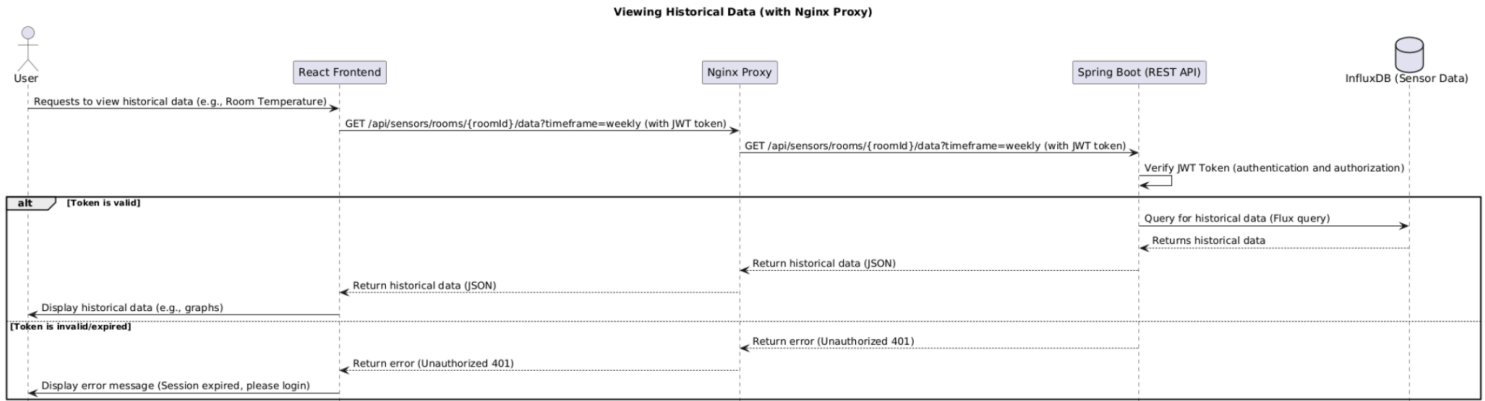 Viewing Historical Data (with Nginx Proxy)
User
React Frontend
Nginx Proxy
Spring Boot (REST API)
InfluxDB (Sensor Data)
Requests to view historical data (e.g., Room Temperature)
GET /api/sensors/rooms/{roomId}/data?timeframe=weekly (with JWT token)
GET /api/sensors/rooms/{roomId}/data?timeframe=weekly (with JWT token)
Verify JWT Token (authentication and authorization)
alt [Token is valid]
Query for historical data (Flux query)
Returns historical data
Return historical data (JSON)
Return historical data (JSON)
Display historical data (e.g., graphs)
[Token is invalid/expired]
Return error (Unauthorized 401)
Return error (Unauthorized 401)
Display error message (Session expired, please login)